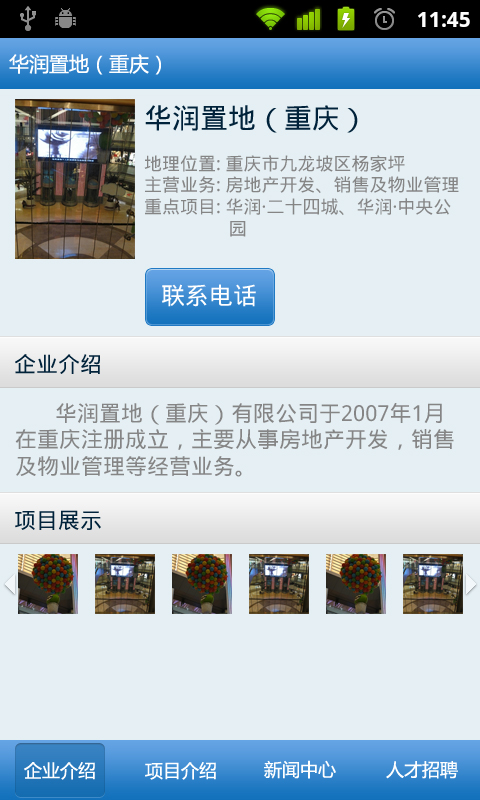 11:45
华润置地（重庆）
华润置地（重庆）
地理位置: 重庆市九龙坡区杨家坪
主营业务: 房地产开发、销售及物业管理
重点项目: 华润·二十四城、华润·中央公
园
联系电话
企业介绍
华润置地（重庆）有限公司于2007年1月
在重庆注册成立，主要从事房地产开发，销售
及物业管理等经营业务。
项目展示
企业介绍 项目介绍 新闻中心 人才招聘